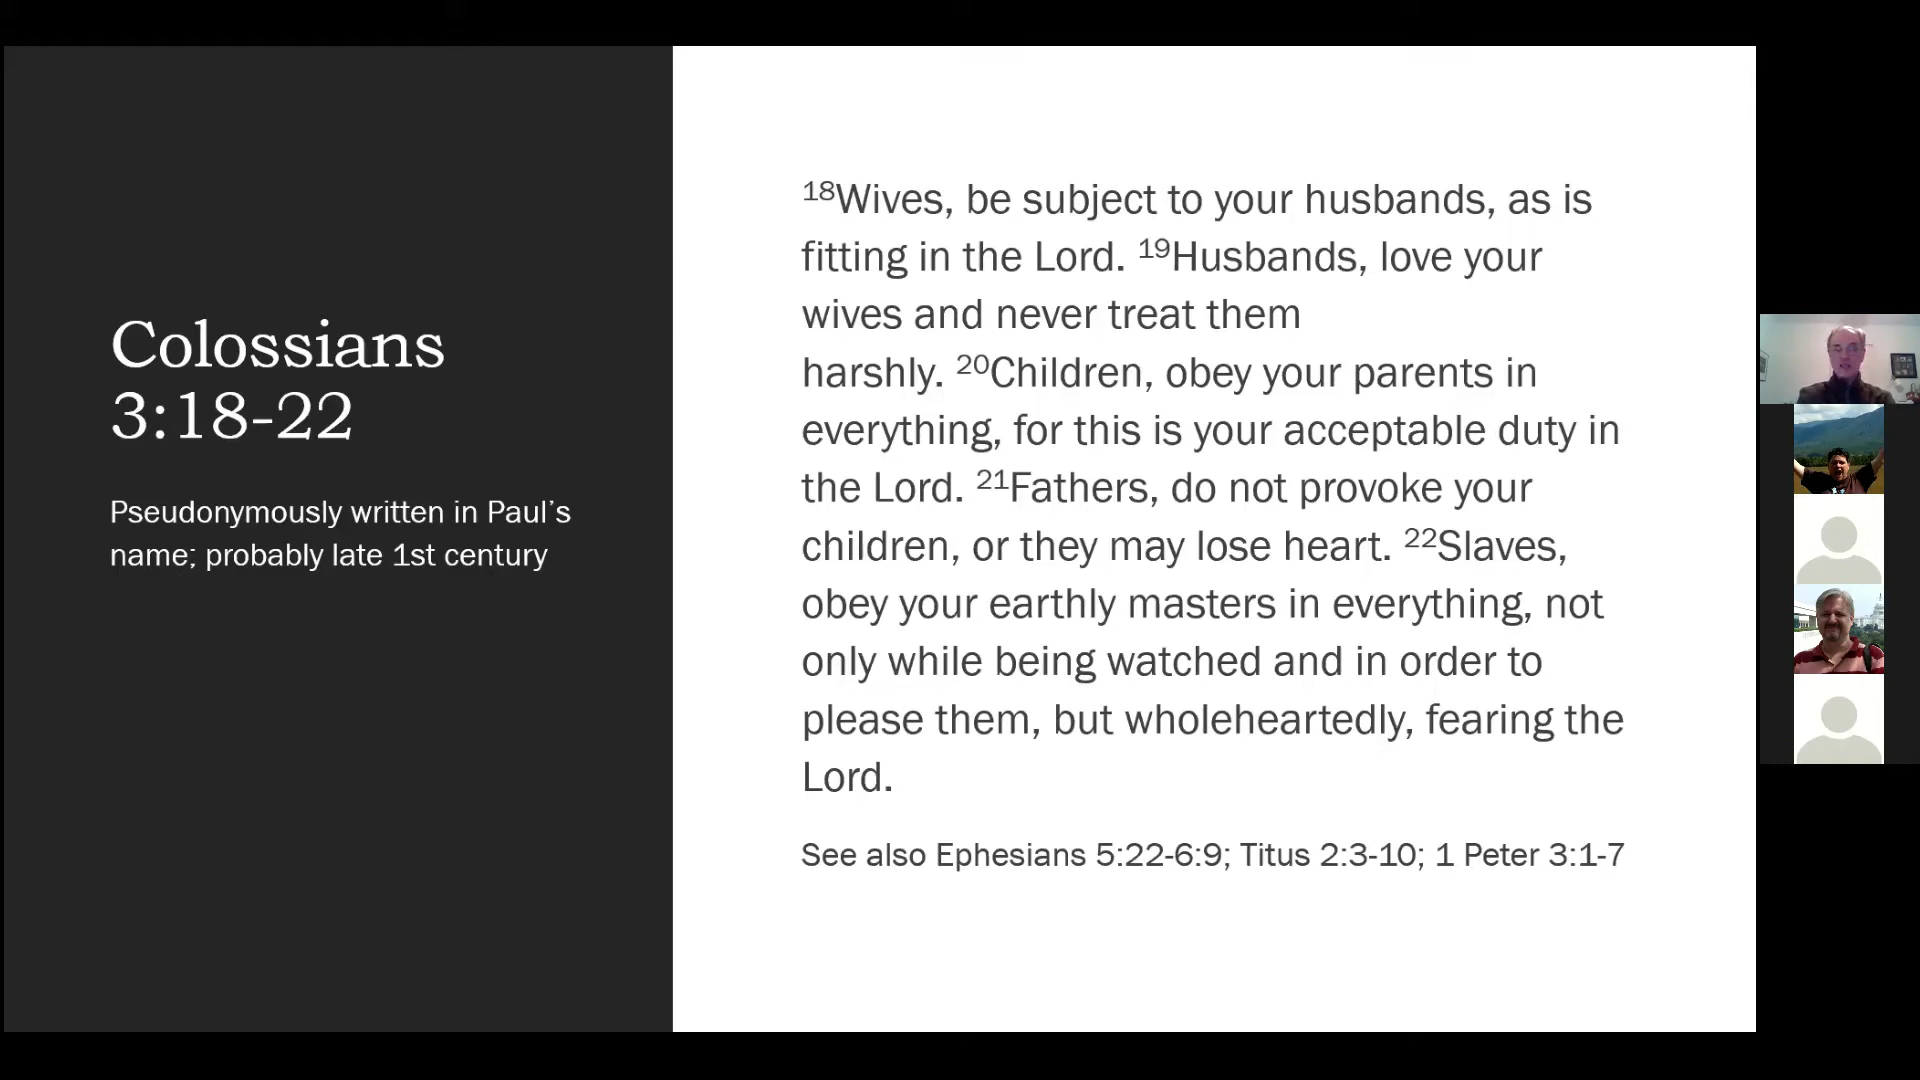 Colossians
3:18-22
Pseudonymously written in Paul’s
name; probably late 1st century
18Wives, be subject to your husbands, as is
fitting in the Lord. 19Husbands, love your
wives and never treat them
harshly. 20Children, obey your parents in
everything, for this is your acceptable duty in
the Lord. 21Fathers, do not provoke your
children, or they may lose heart. 22Slaves,
obey your earthly masters in everything, not
only while being watched and in order to
please them, but wholeheartedly, fearing the
Lord.
See also Ephesians 5:22-6:9; Titus 2:3-10; 1 Peter 3:1-7